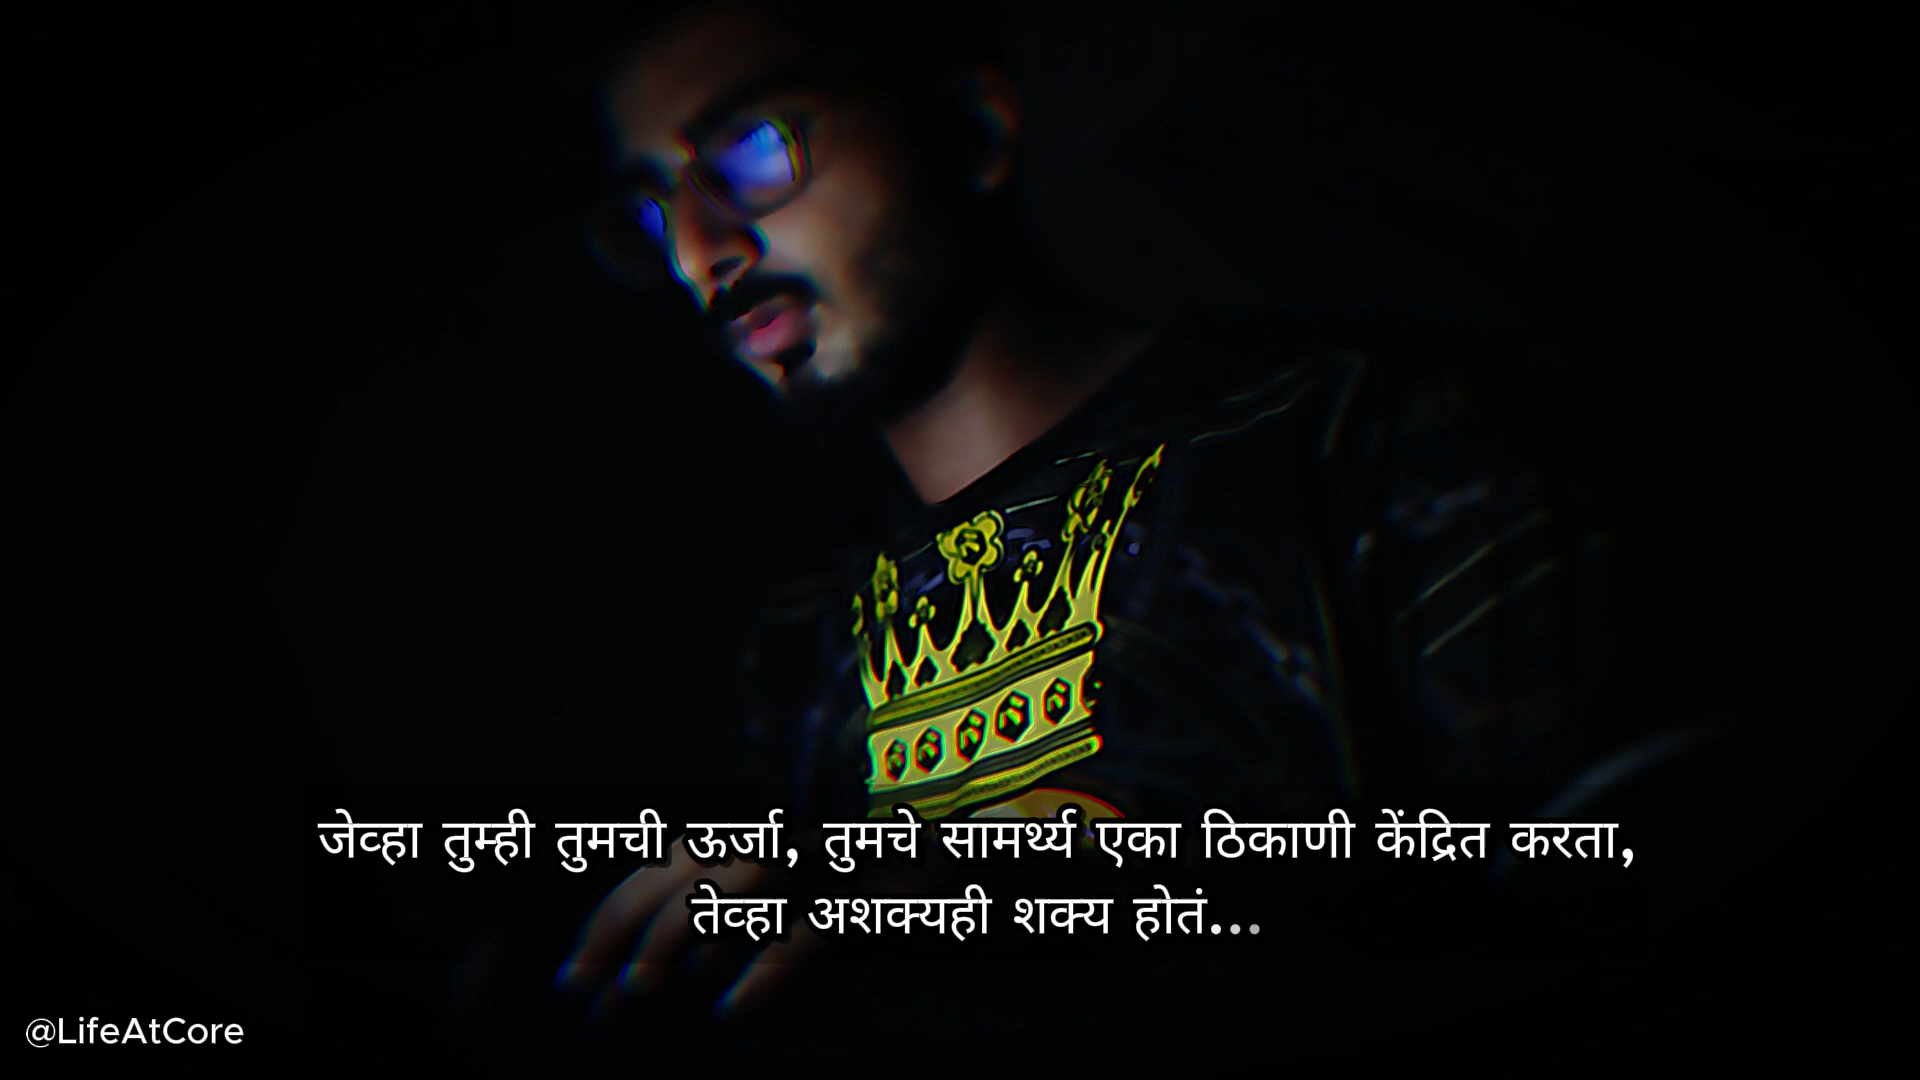 जेव्हा तुम्ही तुमची ऊर्जा, तुमचे सामर्थ्य एका ठिकाणी केंद्रित करता,
तेव्हा अशक्यही शक्य होतं...
@LifeAtCore